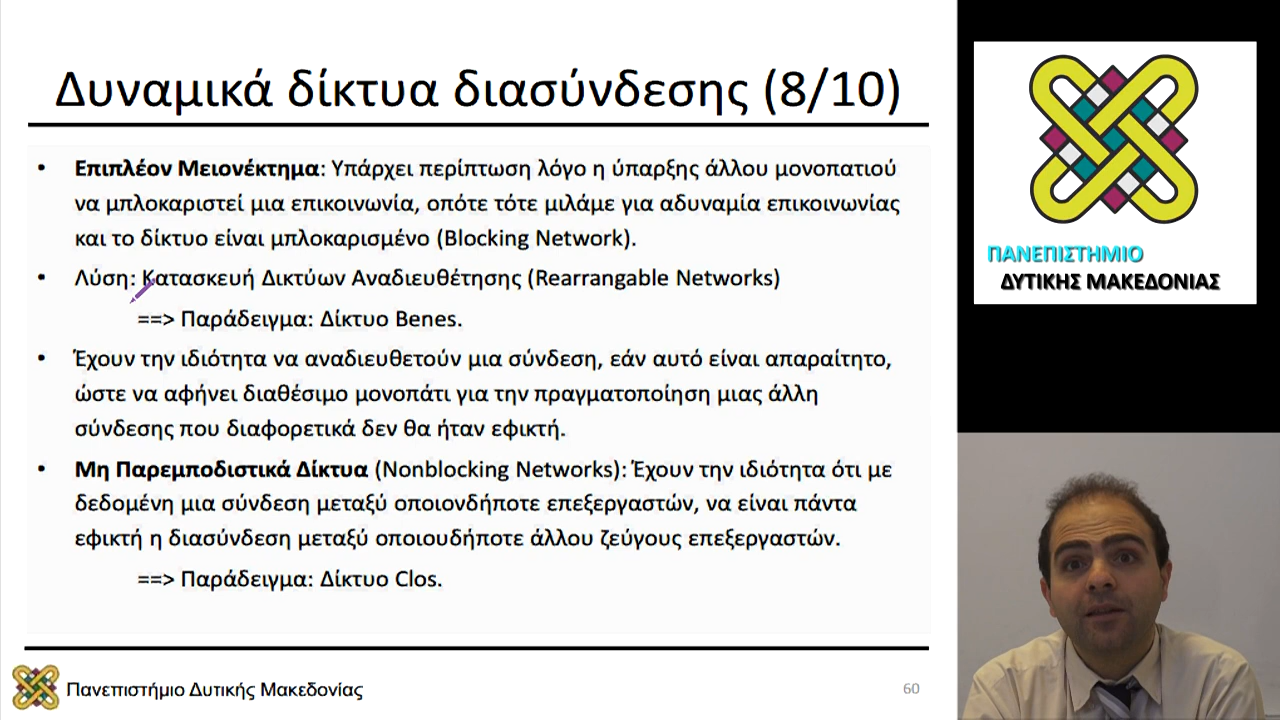 Δυναμικά δίκτυα διασύνδεσης (8/10)
• Επιπλέον Μειονέκτημα: Υπάρχει περίπτωση λόγο η ύπαρξης άλλου μονοπατιού
να μπλοκαριστεί μια επικοινωνία, οπότε τότε μιλάμε για αδυναμία επικοινωνίας
και το δίκτυο είναι μπλοκαρισμένο (Blocking Network).
• Λύση: Κατασκευή Δικτύων Αναδιευθέτησης (Rearrangable Networks)
==> Παράδειγμα: Δίκτυο Benes.
• Έχουν την ιδιότητα να αναδιευθετούν μια σύνδεση, εάν αυτό είναι απαραίτητο,
ώστε να αφήνει διαθέσιμο μονοπάτι για την πραγματοποίηση μιας άλλη
σύνδεσης που διαφορετικά δεν θα ήταν εφικτή.
• Μη Παρεμποδιστικά Δίκτυα (Nonblocking Networks): Έχουν την ιδιότητα ότι με
δεδομένη μια σύνδεση μεταξύ οποιονδήποτε επεξεργαστών, να είναι πάντα
εφικτή η διασύνδεση μεταξύ οποιουδήποτε άλλου ζεύγους επεξεργαστών.
==> Παράδειγμα: Δίκτυο Clos.
Πανεπιστήμιο Δυτικής Μακεδονίας
60
ΠΑΝΕΠΙΣΤΗΜΙΟ
ΔΥΤΙΚΗΣ ΜΑΚΕΔΟΝΙΑΣ